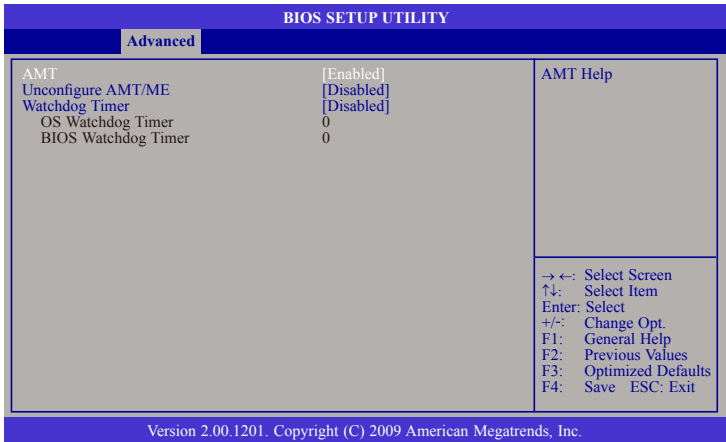 BIOS SETUP UTILITY
Advanced
AMT [Enabled]
Unconfigure AMT/ME [Disabled]
Watchdog Timer [Disabled]
OS Watchdog Timer 0
BIOS Watchdog Timer 0
AMT Help
→ ←: Select Screen
↑↓: Select Item
Enter: Select
+/-: Change Opt.
F1: General Help
F2: Previous Values
F3: Optimized Defaults
F4: Save ESC: Exit
Version 2.00.1201. Copyright (C) 2009 American Megatrends, Inc.